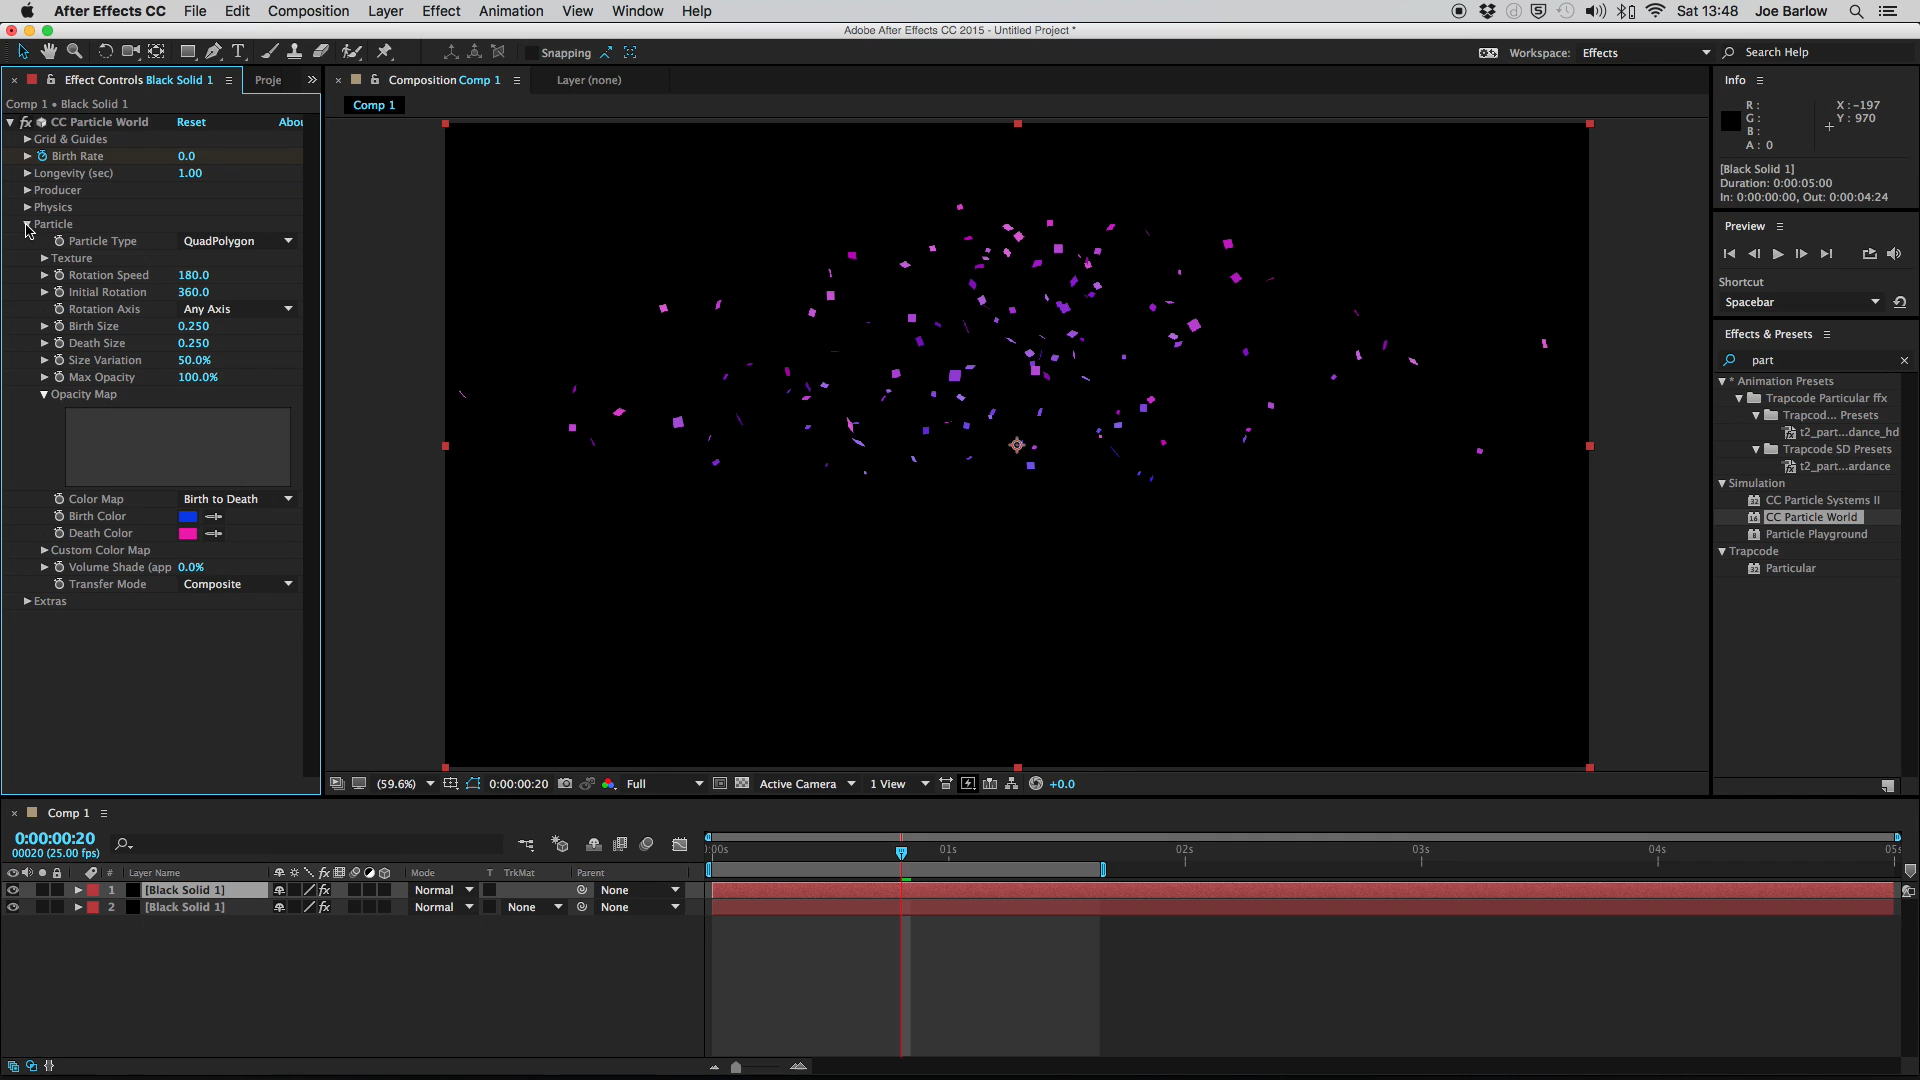 After Effects CC File Edit Composition Layer Effect Animation View Window Help Sat 13:48 Joe Barlow
Adobe After Effects CC 2015 - Untitled Project *
Snapping Workspace: Effects Search Help
Effect Controls Black Solid 1 Proje Composition Comp 1 Layer (none) Info
Comp 1 • Black Solid 1 Comp 1
CC Particle World Reset Abou
Grid & Guides
Birth Rate 0.0
Longevity (sec) 1.00
Producer
Physics
Particle
Particle Type QuadPolygon
Texture
Rotation Speed 180.0
Initial Rotation 360.0
Rotation Axis Any Axis
Birth Size 0.250
Death Size 0.250
Size Variation 50.0%
Max Opacity 100.0%
Opacity Map
Color Map Birth to Death
Birth Color
Death Color
Custom Color Map
Volume Shade (app 0.0%
Transfer Mode Composite
Extras
(59.6%) 0:00:00:20 Full Active Camera 1 View +0.0
R: X: -197
G: Y: 970
B:
A: 0
[Black Solid 1]
Duration: 0:00:05:00
In: 0:00:00:00, Out: 0:00:04:24
Preview
Shortcut
Spacebar
Effects & Presets
part
* Animation Presets
Trapcode Particular ffx
Trapcod... Presets
t2_part...dance_hd
Trapcode SD Presets
t2_part...ardance
Simulation
CC Particle Systems II
CC Particle World
Particle Playground
Trapcode
Particular
Comp 1
0:00:00:20
00020 (25.00 fps)
:00s 01s 02s 03s 04s 05s
# Layer Name Mode T TrkMat Parent
1 [Black Solid 1] Normal None
2 [Black Solid 1] Normal None None